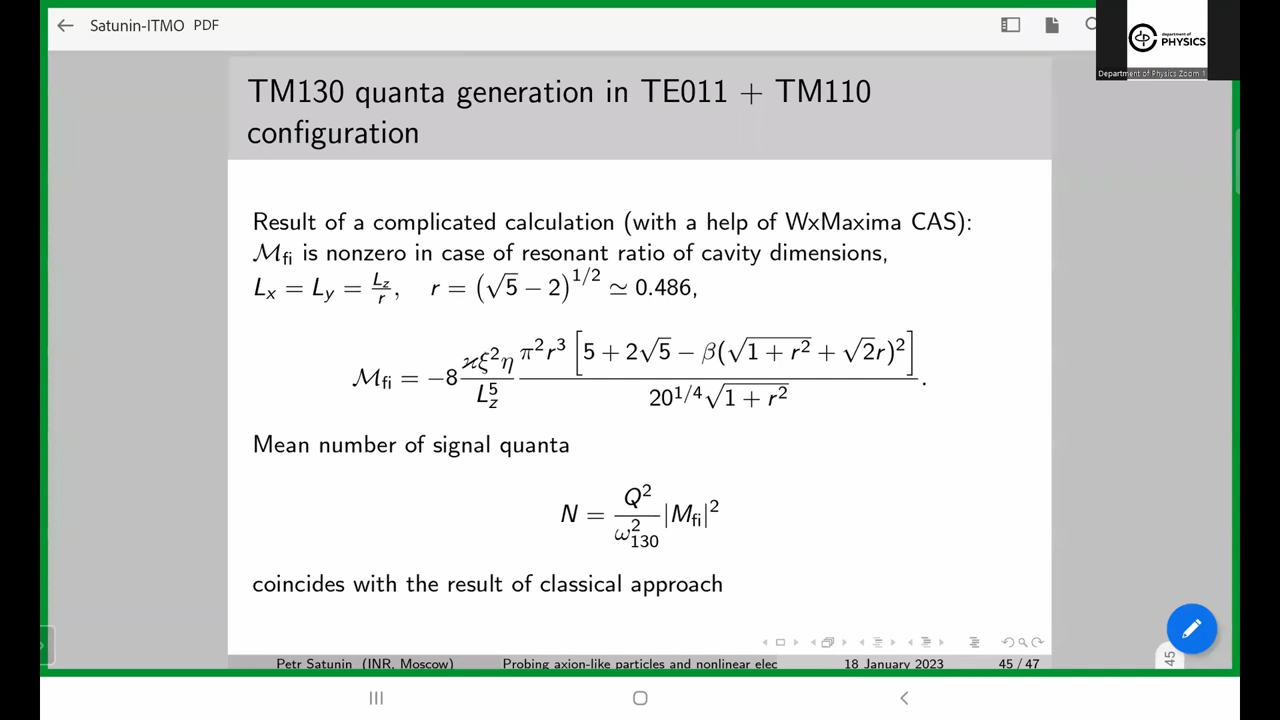 Satunin-ITMO PDF
department of
PHYSICS
Department of Physics Zoom 1
TM130 quanta generation in TE011 + TM110
configuration
Result of a complicated calculation (with a help of WxMaxima CAS):
𝓜fi is nonzero in case of resonant ratio of cavity dimensions,
Lx = Ly = Lz/r, r = (√5 − 2)^1/2 ≃ 0.486,
𝓜fi = −8 ϰξ²η/Lz⁵ π²r³[5 + 2√5 − β(√1 + r² + √2r)²]/20^1/4√1 + r² .
Mean number of signal quanta
N = Q²/ω²130 |Mfi|²
coincides with the result of classical approach
Petr Satunin (INR, Moscow) Probing axion-like particles and nonlinear elec 18 January 2023 45 / 47
45